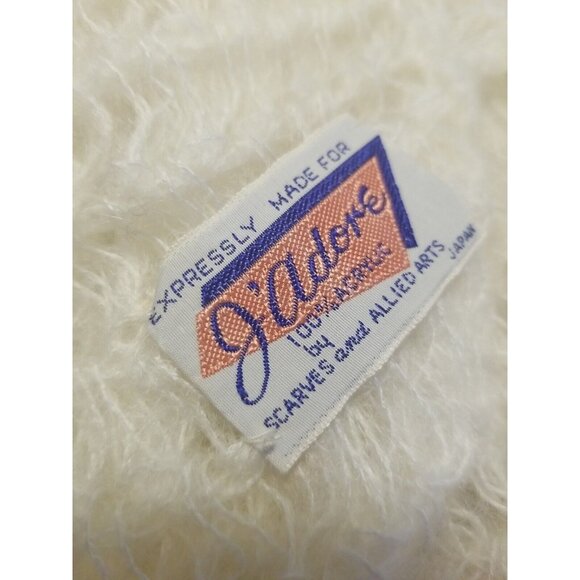 EXPRESSLY MADE FOR
J'adore
100% ACRYLIC
by
SCARVES and ALLIED ARTS
JAPAN